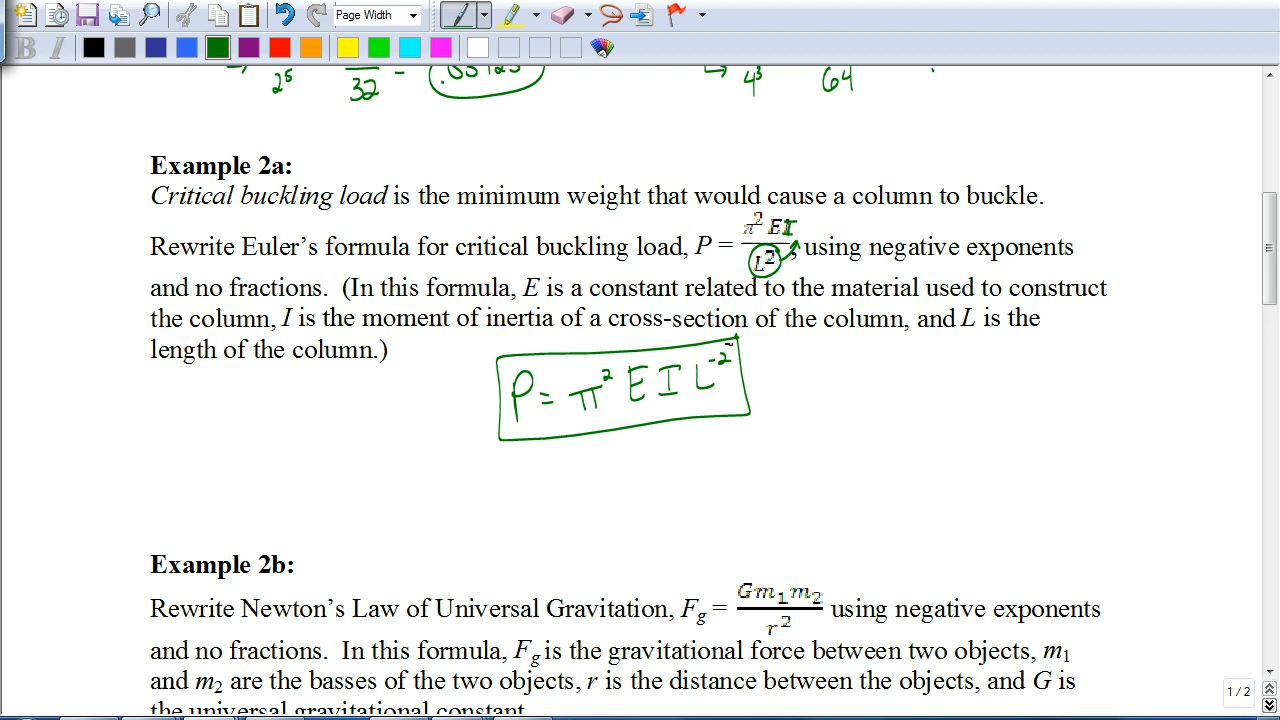 Page Width
B I
2⁵ 32 4³ 64
Example 2a:
Critical buckling load is the minimum weight that would cause a column to buckle.
Rewrite Euler’s formula for critical buckling load, P = π² EI / L² , using negative exponents
and no fractions. (In this formula, E is a constant related to the material used to construct
the column, I is the moment of inertia of a cross-section of the column, and L is the
length of the column.)
P = π² E I L⁻²
Example 2b:
Rewrite Newton’s Law of Universal Gravitation, Fg = Gm₁m₂ / r² using negative exponents
and no fractions. In this formula, Fg is the gravitational force between two objects, m₁
and m₂ are the basses of the two objects, r is the distance between the objects, and G is
the universal gravitational constant
1 / 2